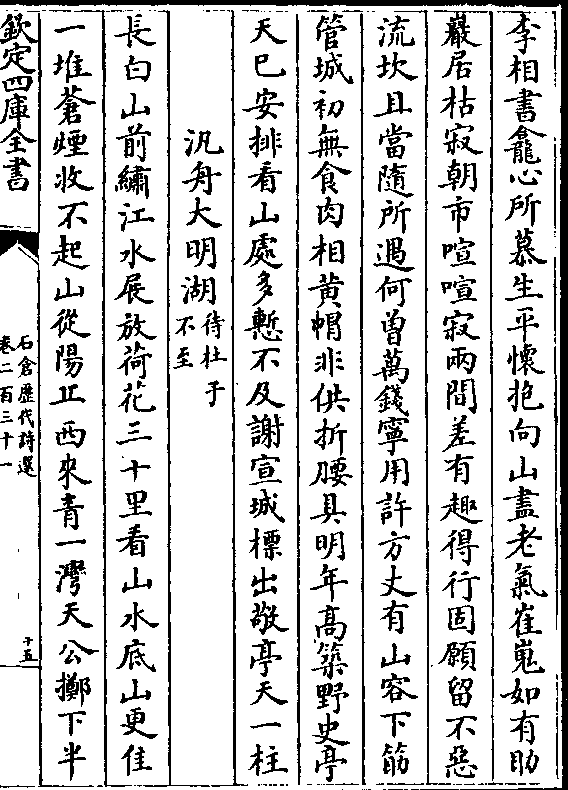 李相書龕心所慕生平懷抱向山盡老氣崔嵬如有助
巖居枯寂朝市喧喧寂兩間差有趣得行固願留不惡
流坎且當隨所遇何曽萬錢寧用許方丈有山容下筯
管城初無食肉相黄帽非供折腰具明年高築野史亭
天已安排看山處多慙不及謝宣城標出敬亭天一柱
汎舟大明湖待杜子不至
長白山前繡江水展放荷花三十里看山水底山更佳
一堆蒼煙收不起山從陽丘西來青一灣天公擲下半
欽定四庫全書
石倉歴代詩選
卷二百三十一
十五